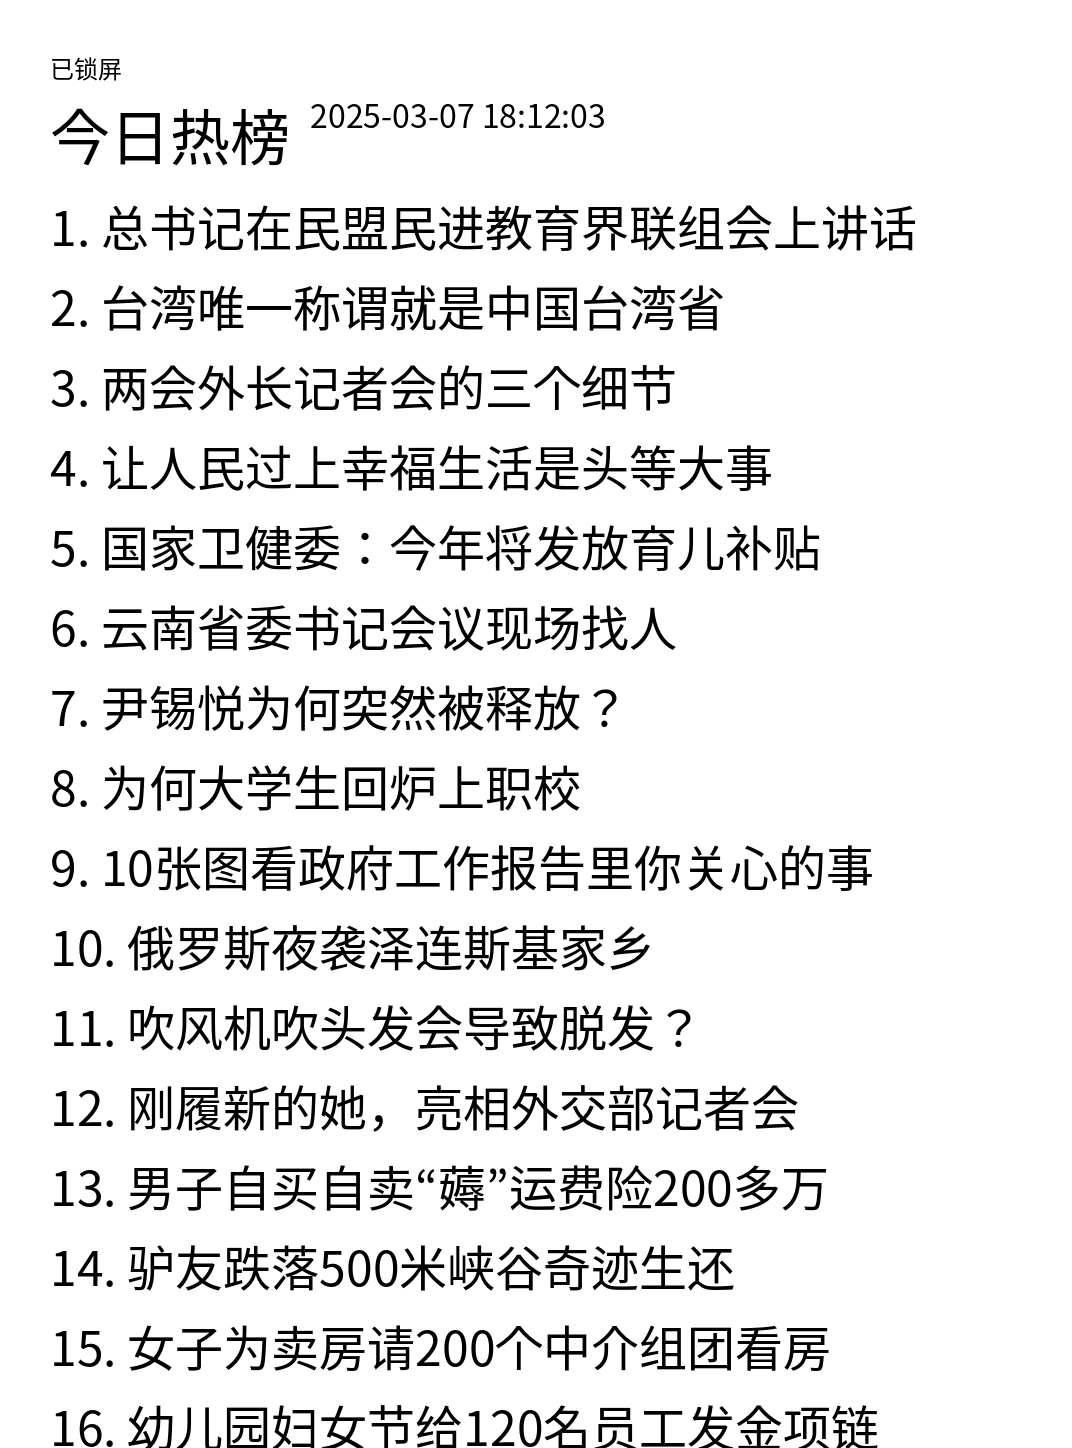 已锁屏
今日热榜 2025-03-07 18:12:03
1. 总书记在民盟民进教育界联组会上讲话
2. 台湾唯一称谓就是中国台湾省
3. 两会外长记者会的三个细节
4. 让人民过上幸福生活是头等大事
5. 国家卫健委：今年将发放育儿补贴
6. 云南省委书记会议现场找人
7. 尹锡悦为何突然被释放？
8. 为何大学生回炉上职校
9. 10张图看政府工作报告里你关心的事
10. 俄罗斯夜袭泽连斯基家乡
11. 吹风机吹头发会导致脱发？
12. 刚履新的她，亮相外交部记者会
13. 男子自买自卖“薅”运费险200多万
14. 驴友跌落500米峡谷奇迹生还
15. 女子为卖房请200个中介组团看房
16. 幼儿园妇女节给120名员工发金项链